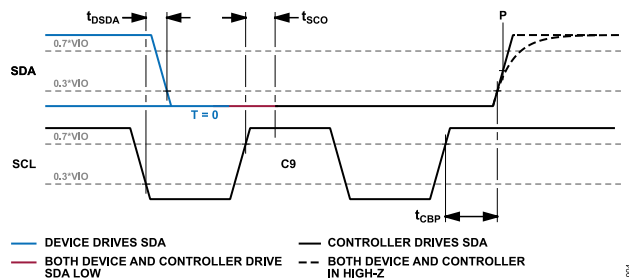 tDSDA
tSCO
P
0.7*VIO
SDA
0.3*VIO
T = 0
0.7*VIO
SCL
C9
0.3*VIO
tCBP
DEVICE DRIVES SDA
CONTROLLER DRIVES SDA
BOTH DEVICE AND CONTROLLER DRIVE
SDA LOW
BOTH DEVICE AND CONTROLLER
IN HIGH-Z